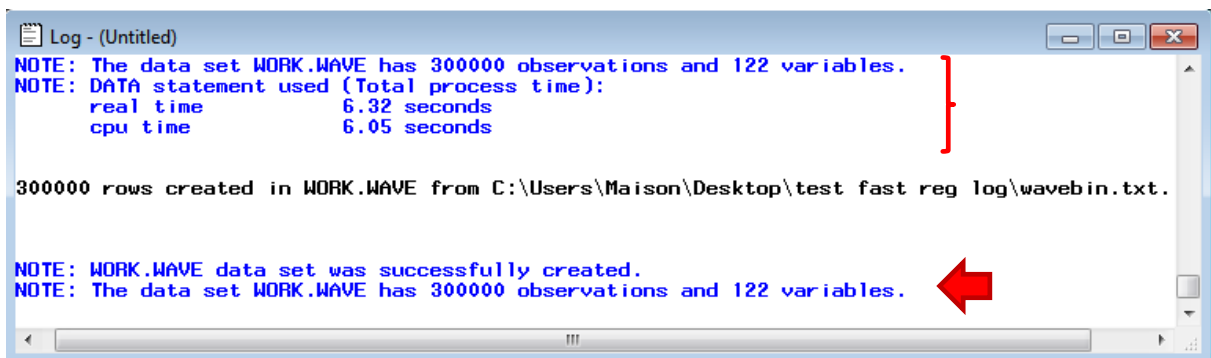 Log - (Untitled)
NOTE: The data set WORK.WAVE has 300000 observations and 122 variables.
NOTE: DATA statement used (Total process time):
real time 6.32 seconds
cpu time 6.05 seconds
300000 rows created in WORK.WAVE from C:\Users\Maison\Desktop\test fast reg log\wavebin.txt.
NOTE: WORK.WAVE data set was successfully created.
NOTE: The data set WORK.WAVE has 300000 observations and 122 variables.